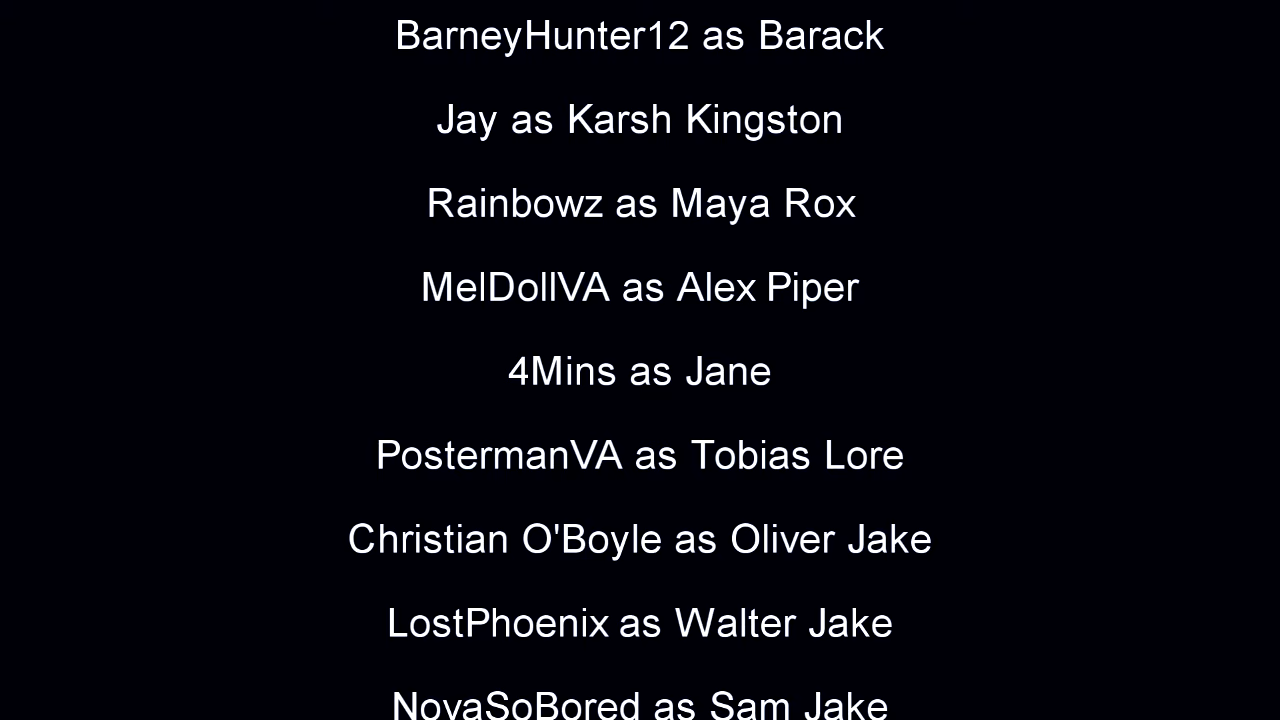 BarneyHunter12 as Barack
Jay as Karsh Kingston
Rainbowz as Maya Rox
MelDollVA as Alex Piper
4Mins as Jane
PostermanVA as Tobias Lore
Christian O'Boyle as Oliver Jake
LostPhoenix as Walter Jake
NovaSoBored as Sam Jake